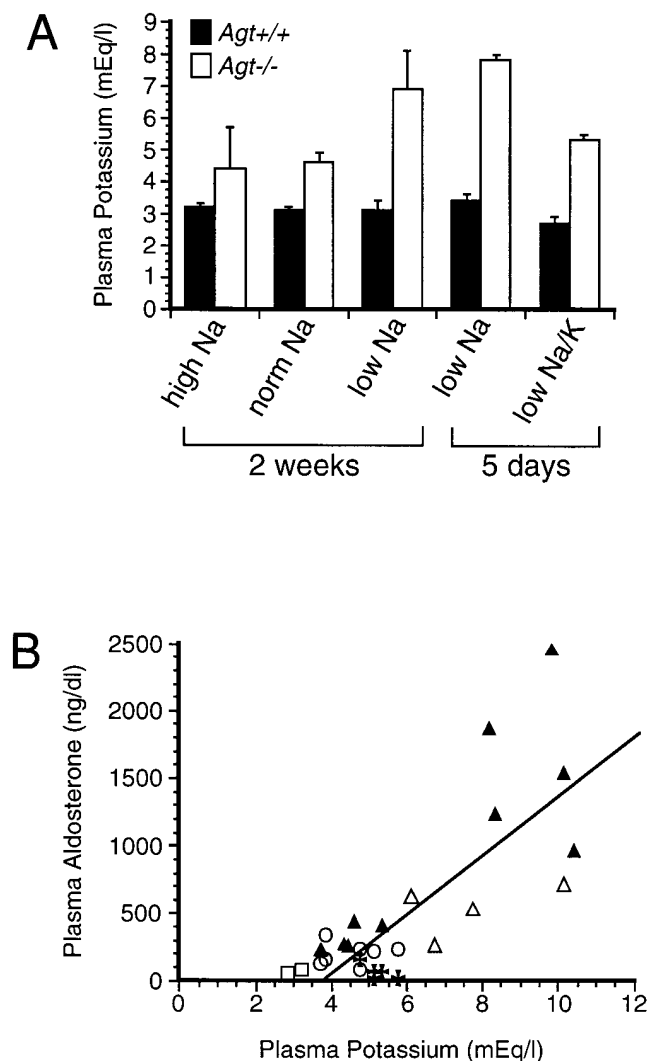 A
Plasma Potassium (mEq/l)
9
8
7
6
5
4
3
2
1
0
Agt+/+
Agt-/-
high Na
norm Na
low Na
low Na
low Na/K
2 weeks
5 days
B
Plasma Aldosterone (ng/dl)
2500
2000
1500
1000
500
0
0 2 4 6 8 10 12
Plasma Potassium (mEq/l)